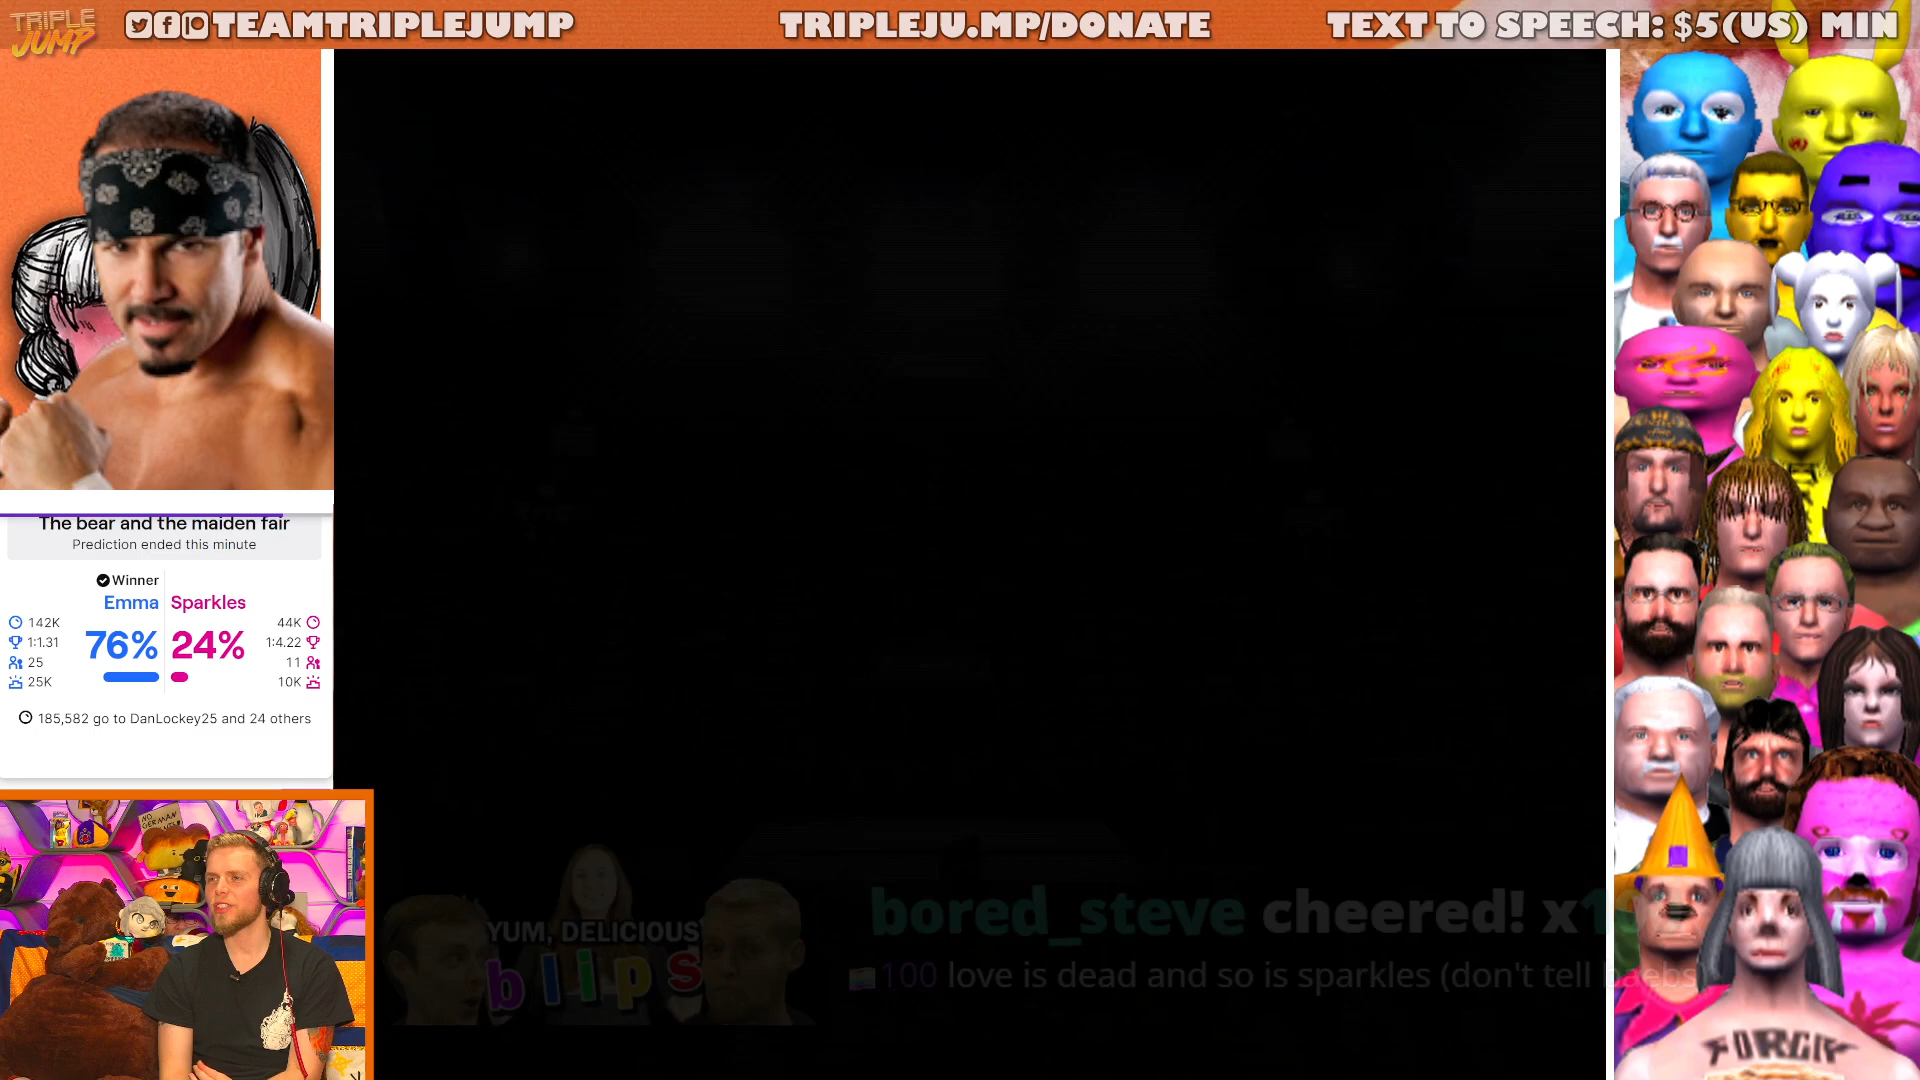 TRIPLE
JUMP
TEAMTRIPLEJUMP
TRIPLEJU.MP/DONATE
TEXT TO SPEECH: $5(US) MIN
The bear and the maiden fair
Prediction ended this minute
Winner
Emma
Sparkles
142K
76%
24%
44K
1:1.31
1:4.22
25
11
25K
10K
185,582 go to DanLockey25 and 24 others
NO
GERMAN
YUM, DELICIOUS
blips
bored_steve cheered! x1
100 love is dead and so is sparkles (don't tell baebs